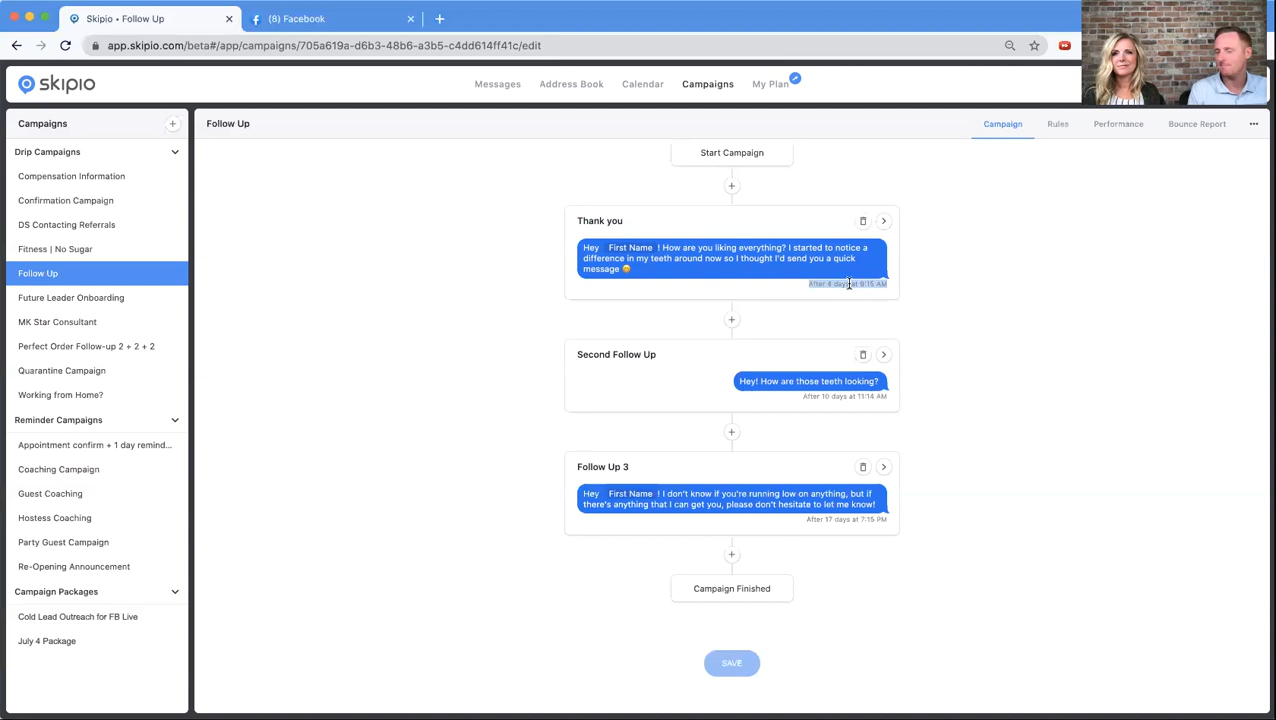 Skipio • Follow Up
(8) Facebook
app.skipio.com/beta#/app/campaigns/705a619a-d6b3-48b6-a3b5-c4dd614ff41c/edit
skipio
Messages
Address Book
Calendar
Campaigns
My Plan
Campaigns
Drip Campaigns
Compensation Information
Confirmation Campaign
DS Contacting Referrals
Fitness | No Sugar
Follow Up
Future Leader Onboarding
MK Star Consultant
Perfect Order Follow-up 2 + 2 + 2
Quarantine Campaign
Working from Home?
Reminder Campaigns
Appointment confirm + 1 day remind...
Coaching Campaign
Guest Coaching
Hostess Coaching
Party Guest Campaign
Re-Opening Announcement
Campaign Packages
Cold Lead Outreach for FB Live
July 4 Package
Follow Up
Campaign
Rules
Performance
Bounce Report
Start Campaign
Thank you
Hey First Name ! How are you liking everything? I started to notice a
difference in my teeth around now so I thought I'd send you a quick
message 😀
After 4 days at 9:15 AM
Second Follow Up
Hey! How are those teeth looking?
After 10 days at 11:14 AM
Follow Up 3
Hey First Name ! I don't know if you're running low on anything, but if
there's anything that I can get you, please don't hesitate to let me know!
After 17 days at 7:15 PM
Campaign Finished
SAVE